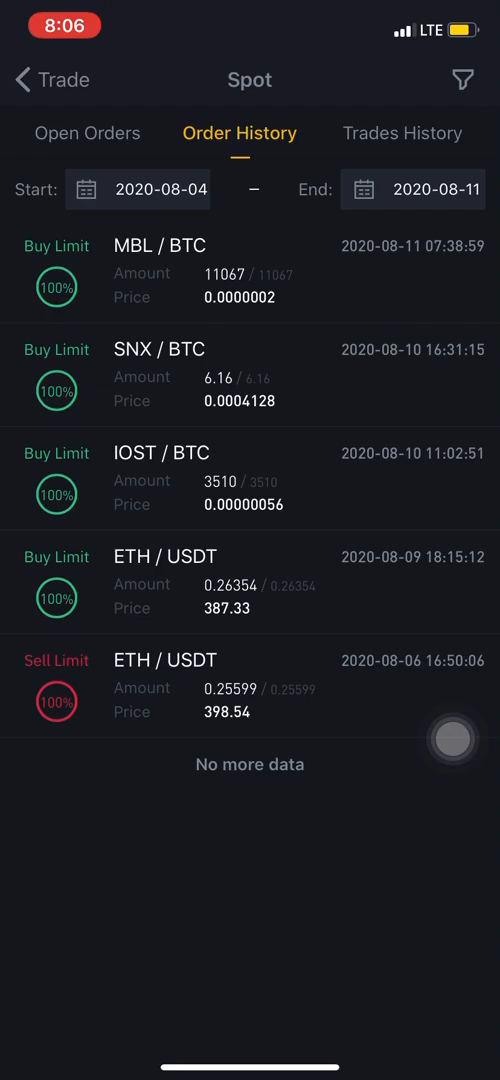 8:06 LTE
Trade Spot
Open Orders Order History Trades History
Start: 2020-08-04 – End: 2020-08-11
Buy Limit MBL / BTC 2020-08-11 07:38:59
Amount 11067 / 11067
100%
Price 0.0000002
Buy Limit SNX / BTC 2020-08-10 16:31:15
Amount 6.16 / 6.16
100%
Price 0.0004128
Buy Limit IOST / BTC 2020-08-10 11:02:51
Amount 3510 / 3510
100%
Price 0.00000056
Buy Limit ETH / USDT 2020-08-09 18:15:12
Amount 0.26354 / 0.26354
100%
Price 387.33
Sell Limit ETH / USDT 2020-08-06 16:50:06
Amount 0.25599 / 0.25599
100%
Price 398.54
No more data